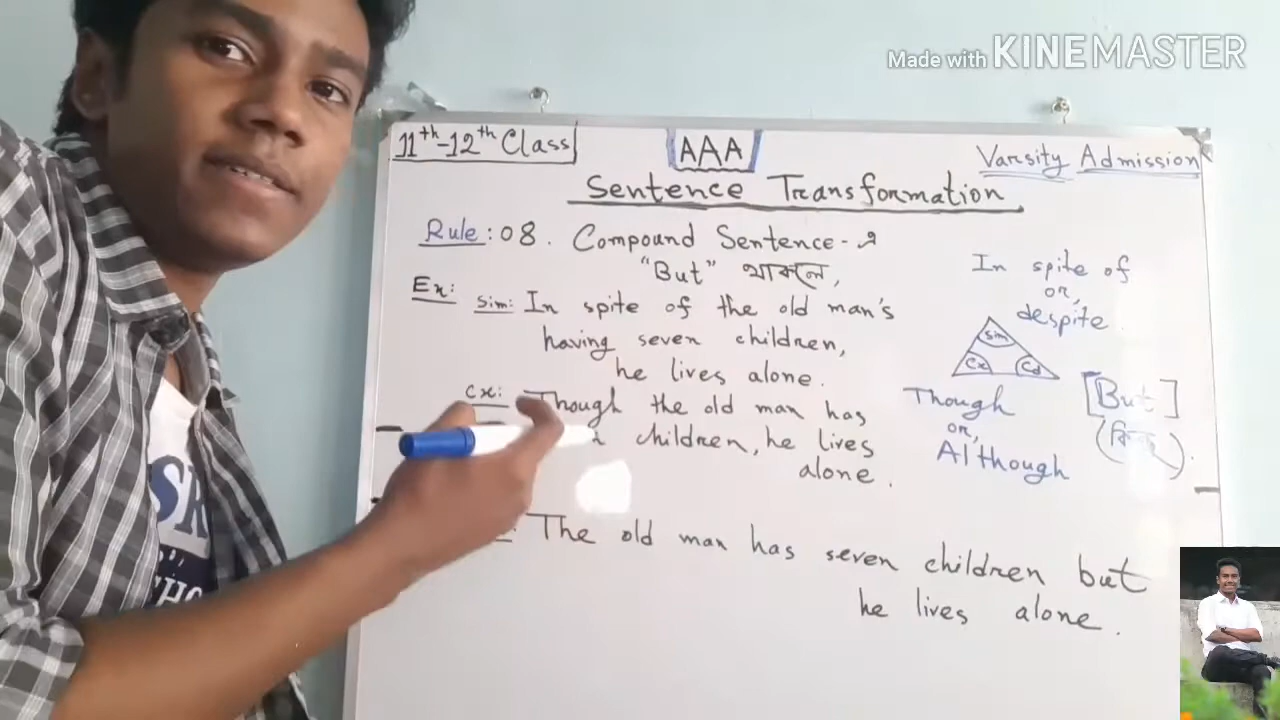 Made with KINEMASTER
11th-12th Class
AAA
Varsity Admission
Sentence Transformation
Rule: 08. Compound Sentence-এ
"But" থাকলে,
Ex:
Sim: In spite of the old man's
having seven children,
he lives alone.
Cx: Though the old man has
children, he lives
alone.
The old man has seven children but
he lives alone.
In spite of
or,
despite
Sim
Cx Cd
Though
or,
Although
[But]
(কিন্তু).
SR